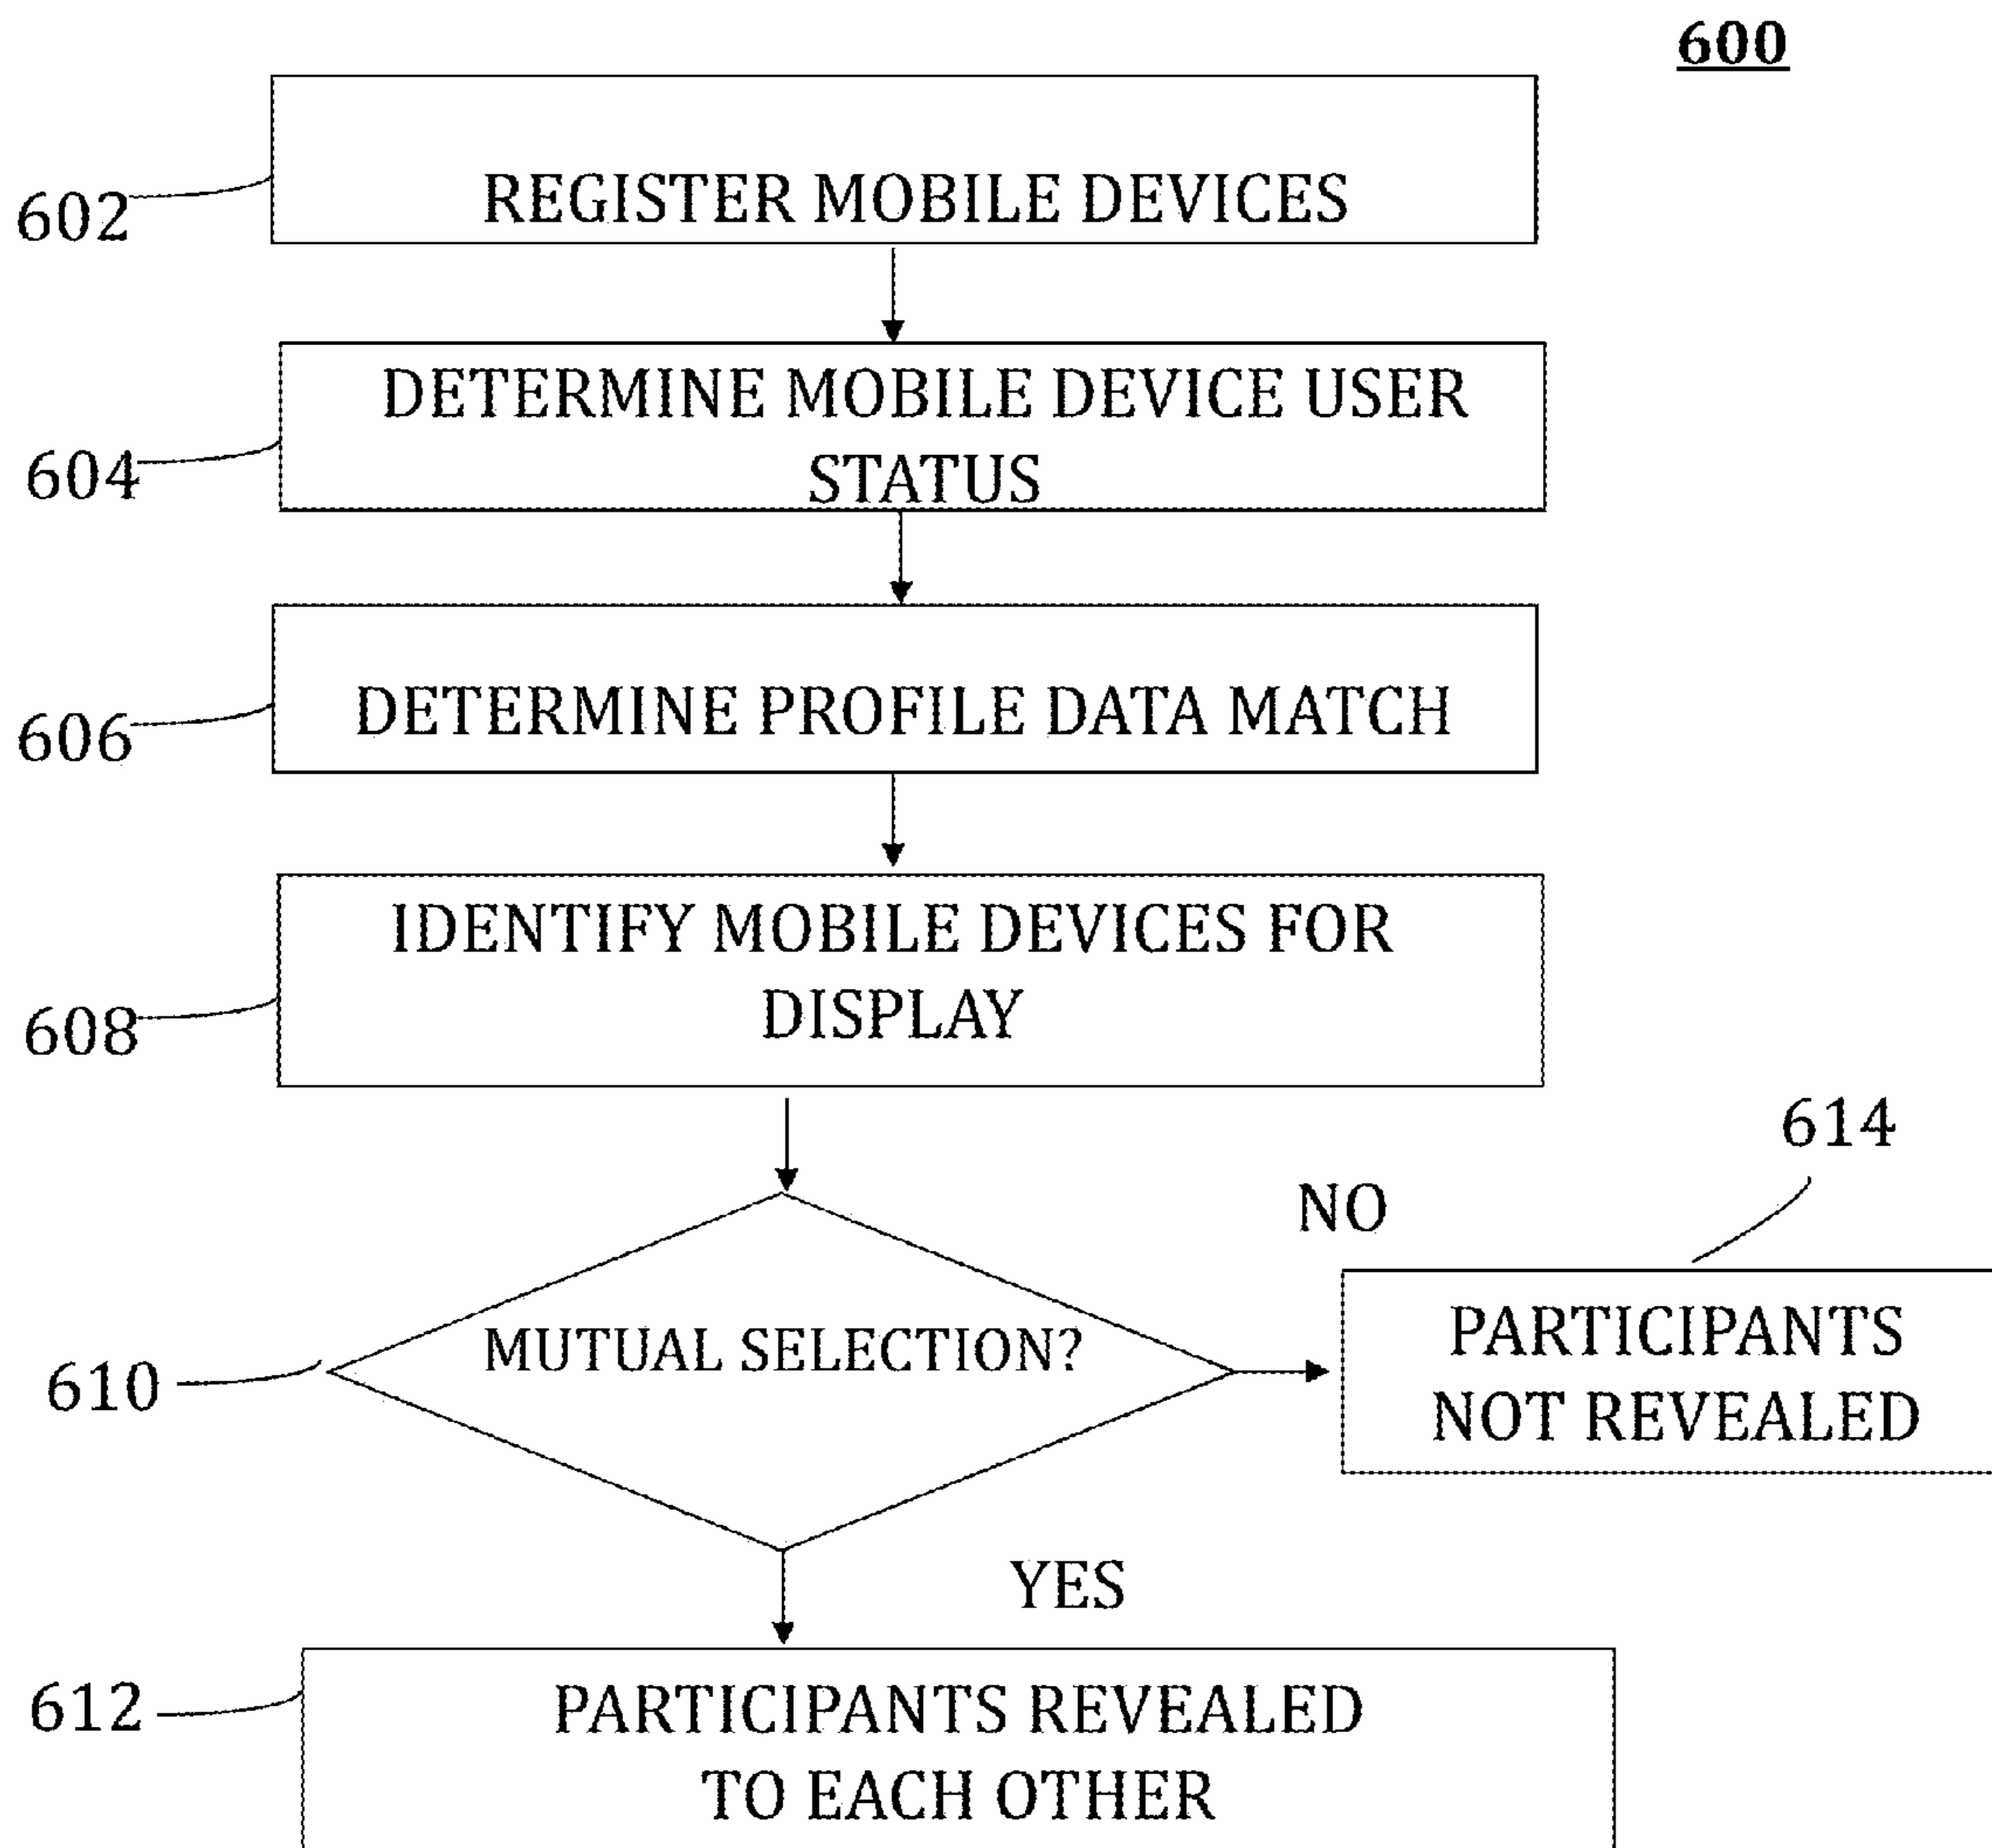 600
602
REGISTER MOBILE DEVICES
604
DETERMINE MOBILE DEVICE USER
STATUS
606
DETERMINE PROFILE DATA MATCH
608
IDENTIFY MOBILE DEVICES FOR
DISPLAY
610
MUTUAL SELECTION?
NO
614
PARTICIPANTS
NOT REVEALED
YES
612
PARTICIPANTS REVEALED
TO EACH OTHER